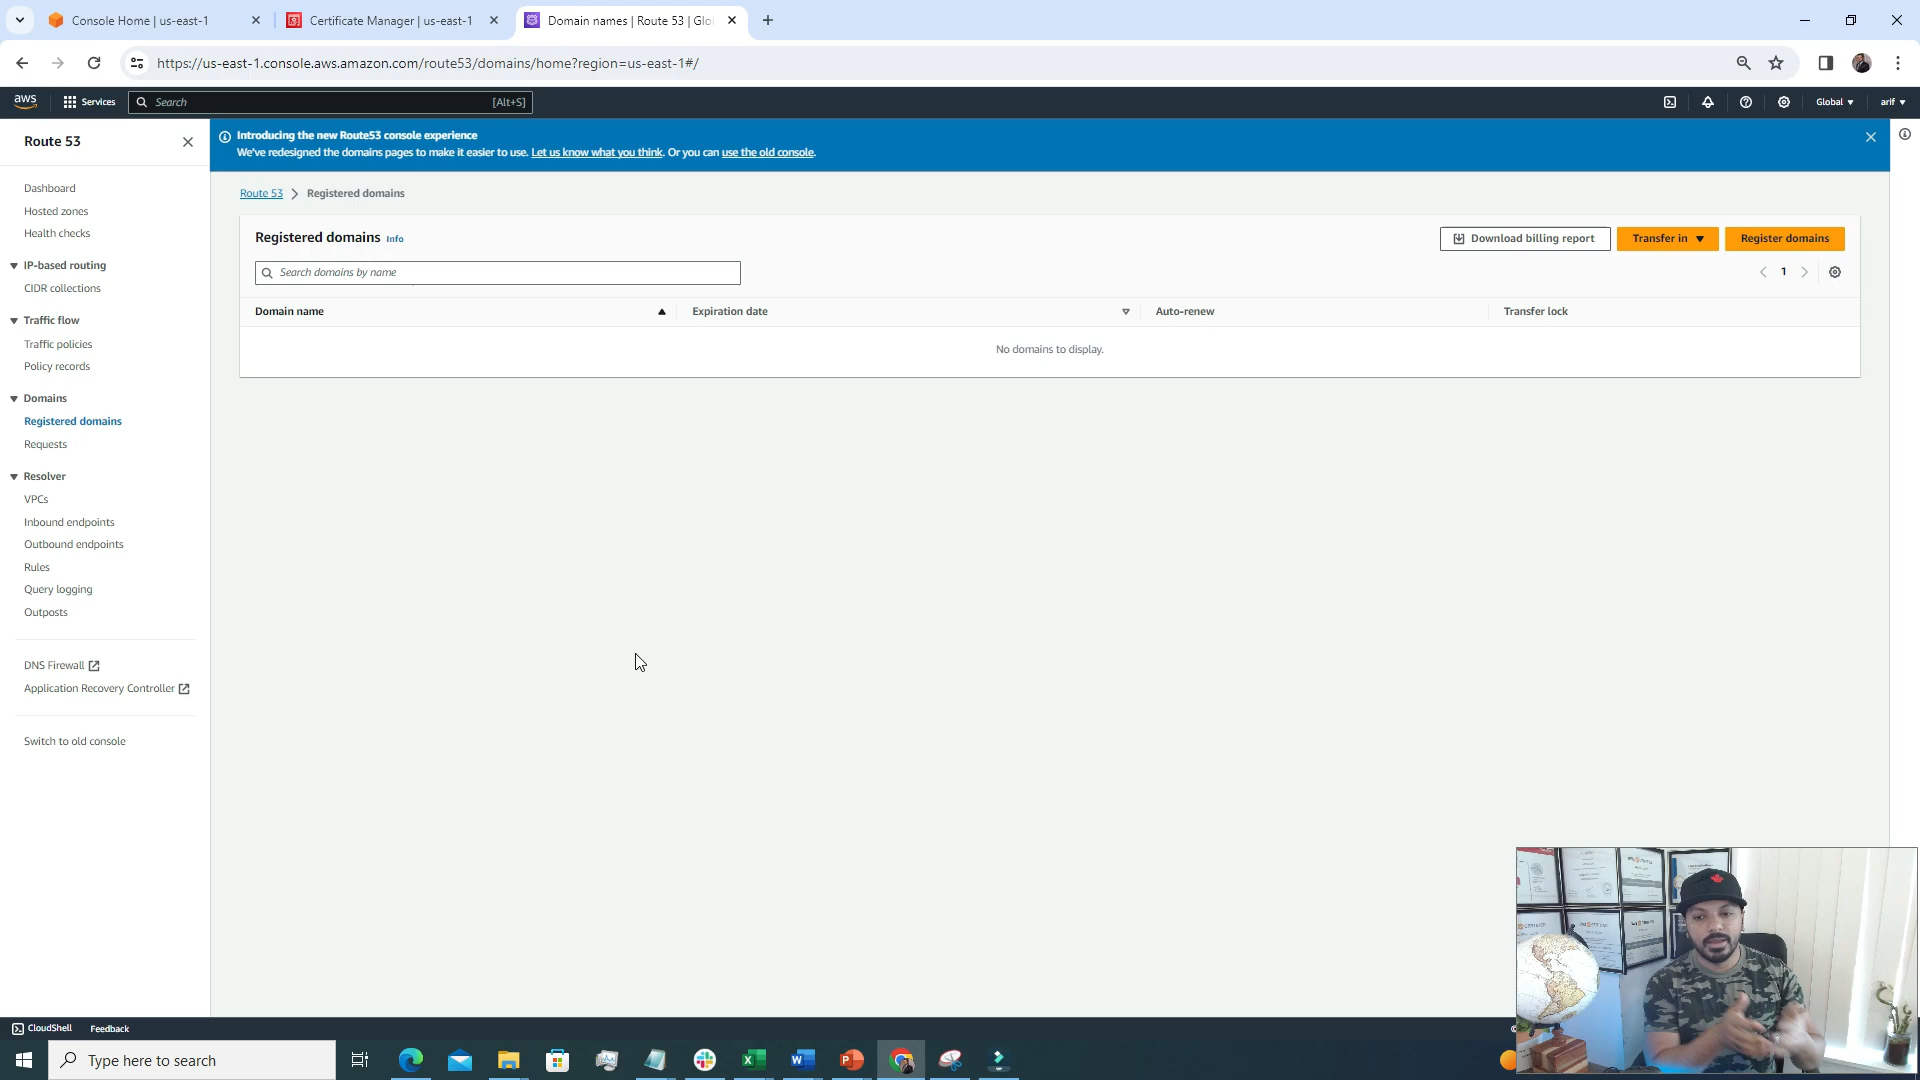 Console Home | us-east-1
Certificate Manager | us-east-1
Domain names | Route 53 | Glo
https://us-east-1.console.aws.amazon.com/route53/domains/home?region=us-east-1#/
aws
Services
Search
[Alt+S]
Global
arif
Route 53
Dashboard
Hosted zones
Health checks
IP-based routing
CIDR collections
Traffic flow
Traffic policies
Policy records
Domains
Registered domains
Requests
Resolver
VPCs
Inbound endpoints
Outbound endpoints
Rules
Query logging
Outposts
DNS Firewall
Application Recovery Controller
Switch to old console
Introducing the new Route53 console experience
We've redesigned the domains pages to make it easier to use. Let us know what you think. Or you can use the old console.
Route 53 Registered domains
Registered domains Info
Download billing report
Transfer in
Register domains
Search domains by name
1
Domain name
Expiration date
Auto-renew
Transfer lock
No domains to display.
CloudShell
Feedback
Type here to search